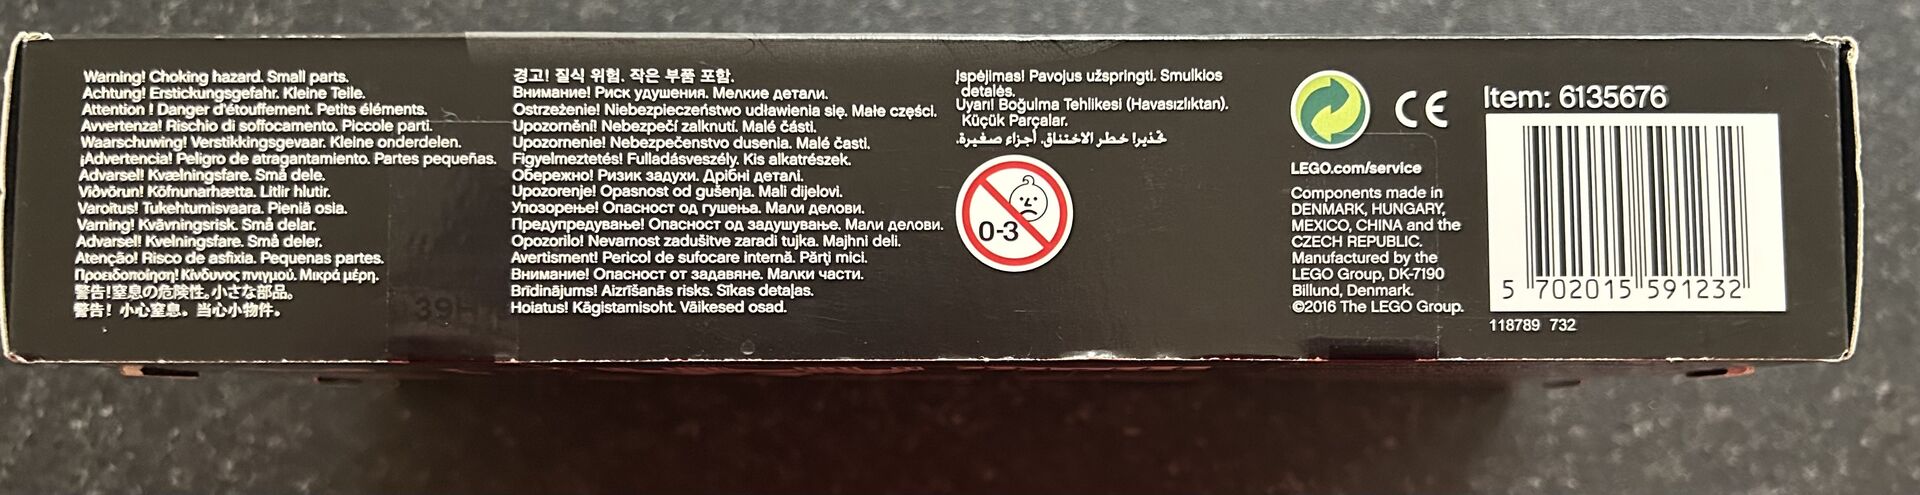 Warning! Choking hazard. Small parts.
Achtung! Erstickungsgefahr. Kleine Teile.
Attention ! Danger d'étouffement. Petits éléments.
Avvertenza! Rischio di soffocamento. Piccole parti.
Waarschuwing! Verstikkingsgevaar. Kleine onderdelen.
¡Advertencia! Peligro de atragantamiento. Partes pequeñas.
Advarsel! Kvælningsfare. Små dele.
Viðvörun! Köfnunarhætta. Litlir hlutir.
Varoitus! Tukehtumisvaara. Pieniä osia.
Varning! Kvävningsrisk. Små delar.
Advarsel! Kvelningsfare. Små deler.
Atenção! Risco de asfixia. Pequenas partes.
Προειδοποίηση! Κίνδυνος πνιγμού. Μικρά μέρη.
警告!窒息の危険性。小さな部品。
警告! 小心窒息。当心小物件。
39H
경고! 질식 위험. 작은 부품 포함.
Внимание! Риск удушения. Мелкие детали.
Ostrzeżenie! Niebezpieczeństwo udławienia się. Małe części.
Upozornění! Nebezpečí zalknutí. Malé části.
Upozornenie! Nebezpečenstvo dusenia. Malé časti.
Figyelmeztetés! Fulladásveszély. Kis alkatrészek.
Обережно! Ризик задухи. Дрібні деталі.
Upozorenje! Opasnost od gušenja. Mali dijelovi.
Упозорење! Опасност од гушења. Мали делови.
Предупредување! Опасност од задушување. Мали делови.
Opozorilo! Nevarnost zadušitve zaradi tujka. Majhni deli.
Avertisment! Pericol de sufocare internă. Părţi mici.
Внимание! Опасност от задавяне. Малки части.
Brīdinājums! Aizrīšanās risks. Sīkas detaļas.
Hoiatus! Kägistamisoht. Väikesed osad.
Įspėjimas! Pavojus užspringti. Smulkios
detalės.
Uyarı! Boğulma Tehlikesi (Havasızlıktan).
Küçük Parçalar.
تحذير! خطر الاختناق. أجزاء صغيرة.
0-3
CE
LEGO.com/service
Components made in
DENMARK, HUNGARY,
MEXICO, CHINA and the
CZECH REPUBLIC.
Manufactured by the
LEGO Group, DK-7190
Billund, Denmark.
©2016 The LEGO Group.
Item: 6135676
5 702015 591232
118789 732